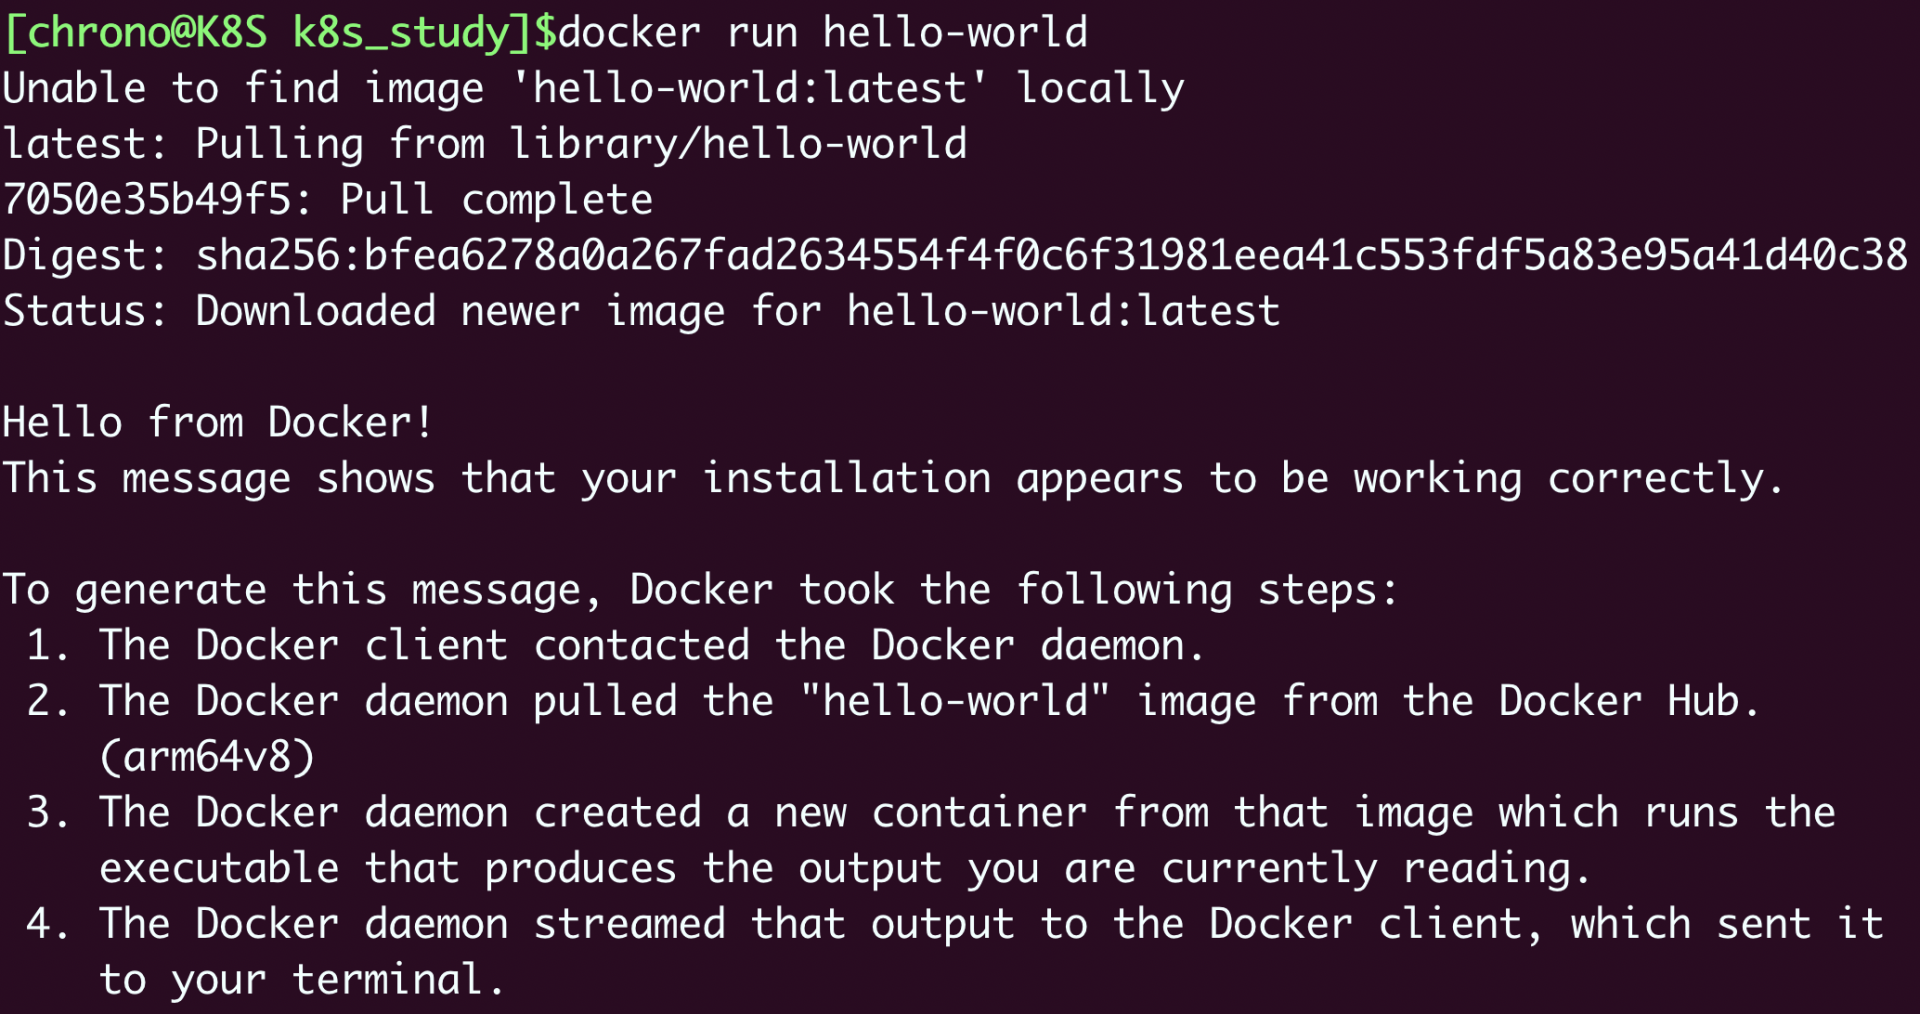 [chrono@K8S k8s_study]$docker run hello-world
Unable to find image 'hello-world:latest' locally
latest: Pulling from library/hello-world
7050e35b49f5: Pull complete
Digest: sha256:bfea6278a0a267fad2634554f4f0c6f31981eea41c553fdf5a83e95a41d40c38
Status: Downloaded newer image for hello-world:latest
Hello from Docker!
This message shows that your installation appears to be working correctly.
To generate this message, Docker took the following steps:
1. The Docker client contacted the Docker daemon.
2. The Docker daemon pulled the "hello-world" image from the Docker Hub.
(arm64v8)
3. The Docker daemon created a new container from that image which runs the
executable that produces the output you are currently reading.
4. The Docker daemon streamed that output to the Docker client, which sent it
to your terminal.